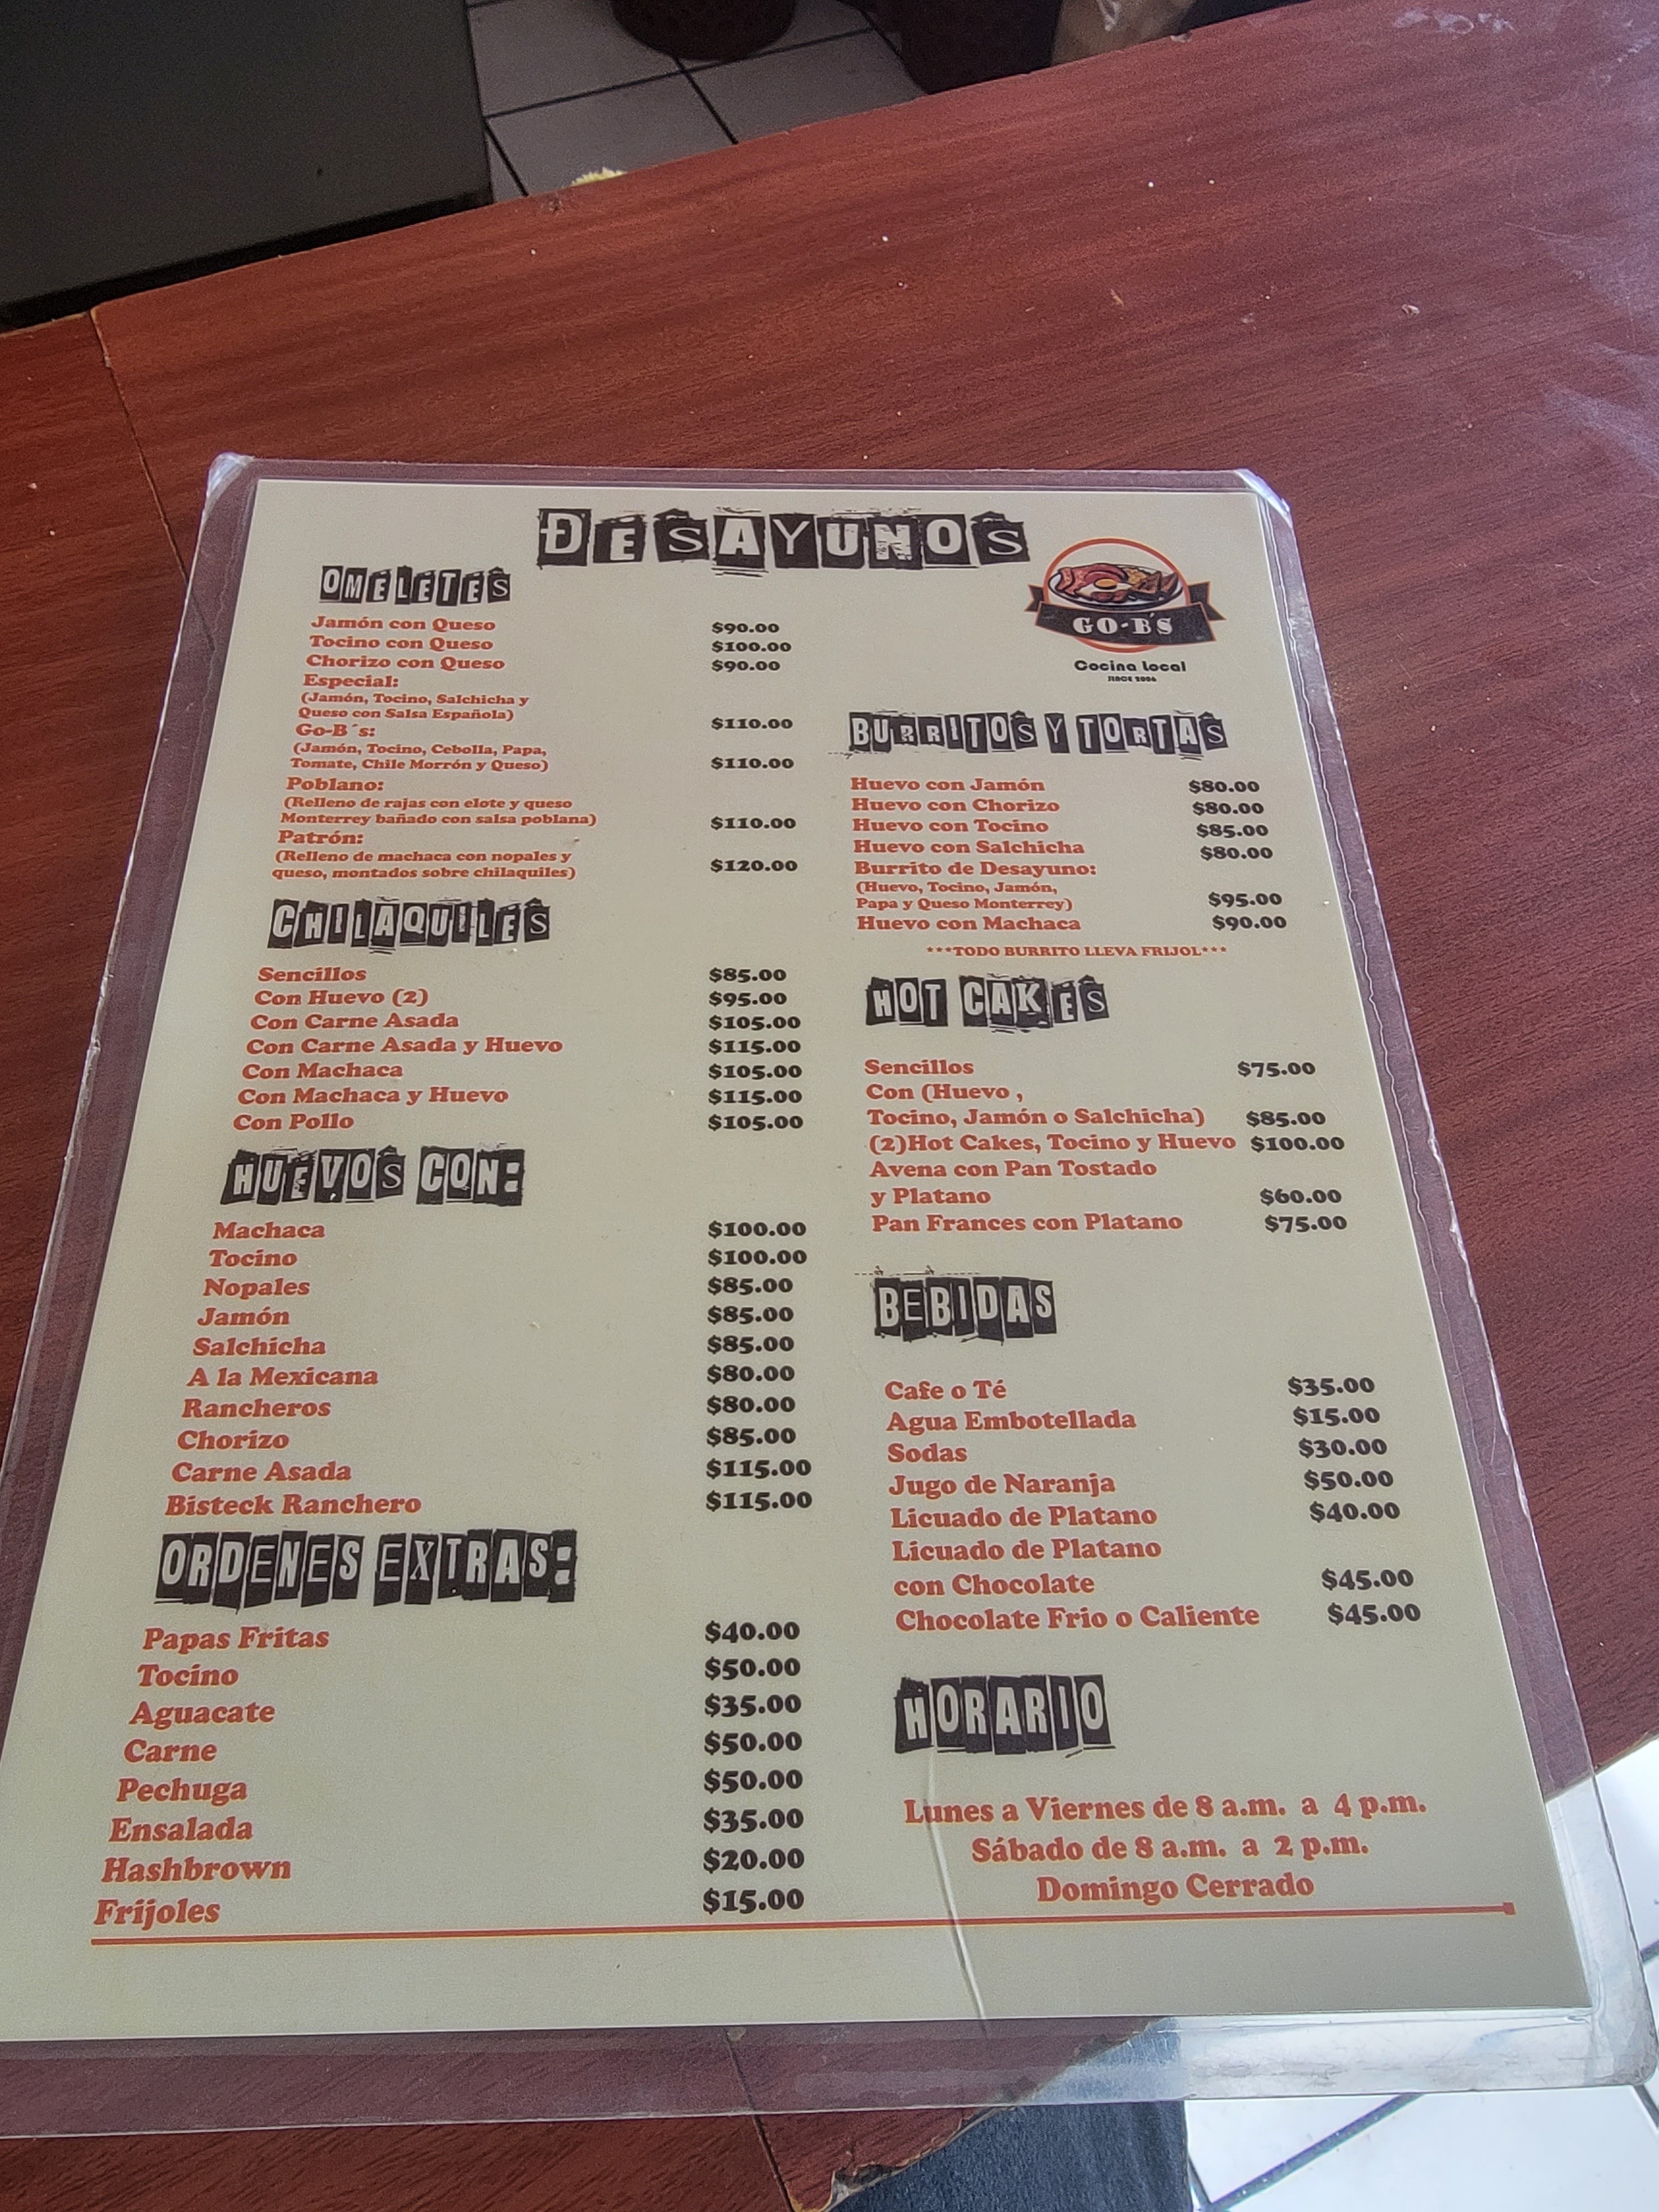 DESAYUNOS
OMELETES
Jamón con Queso $90.00
Tocino con Queso $100.00
Chorizo con Queso $90.00
Especial:
(Jamón, Tocino, Salchicha y
Queso con Salsa Española) $110.00
Go-B´s:
(Jamón, Tocino, Cebolla, Papa,
Tomate, Chile Morrón y Queso) $110.00
Poblano:
(Relleno de rajas con elote y queso
Monterrey bañado con salsa poblana) $110.00
Patrón:
(Relleno de machaca con nopales y
queso, montados sobre chilaquiles) $120.00
CHILAQUILES
Sencillos $85.00
Con Huevo (2) $95.00
Con Carne Asada $105.00
Con Carne Asada y Huevo $115.00
Con Machaca $105.00
Con Machaca y Huevo $115.00
Con Pollo $105.00
HUEVOS CON:
Machaca $100.00
Tocino $100.00
Nopales $85.00
Jamón $85.00
Salchicha $85.00
A la Mexicana $80.00
Rancheros $80.00
Chorizo $85.00
Carne Asada $115.00
Bisteck Ranchero $115.00
ORDENES EXTRAS:
Papas Fritas $40.00
Tocino $50.00
Aguacate $35.00
Carne $50.00
Pechuga $50.00
Ensalada $35.00
Hashbrown $20.00
Frijoles $15.00
GO-B'S
Cocina Local
SINCE 2006
BURRITOS Y TORTAS
Huevo con Jamón $80.00
Huevo con Chorizo $80.00
Huevo con Tocino $85.00
Huevo con Salchicha $80.00
Burrito de Desayuno:
(Huevo, Tocino, Jamón,
Papa y Queso Monterrey) $95.00
Huevo con Machaca $90.00
***TODO BURRITO LLEVA FRIJOL***
HOT CAKES
Sencillos $75.00
Con (Huevo ,
Tocino, Jamón o Salchicha) $85.00
(2)Hot Cakes, Tocino y Huevo $100.00
Avena con Pan Tostado
y Platano $60.00
Pan Frances con Platano $75.00
BEBIDAS
Cafe o Té $35.00
Agua Embotellada $15.00
Sodas $30.00
Jugo de Naranja $50.00
Licuado de Platano $40.00
Licuado de Platano
con Chocolate $45.00
Chocolate Frio o Caliente $45.00
HORARIO
Lunes a Viernes de 8 a.m. a 4 p.m.
Sábado de 8 a.m. a 2 p.m.
Domingo Cerrado